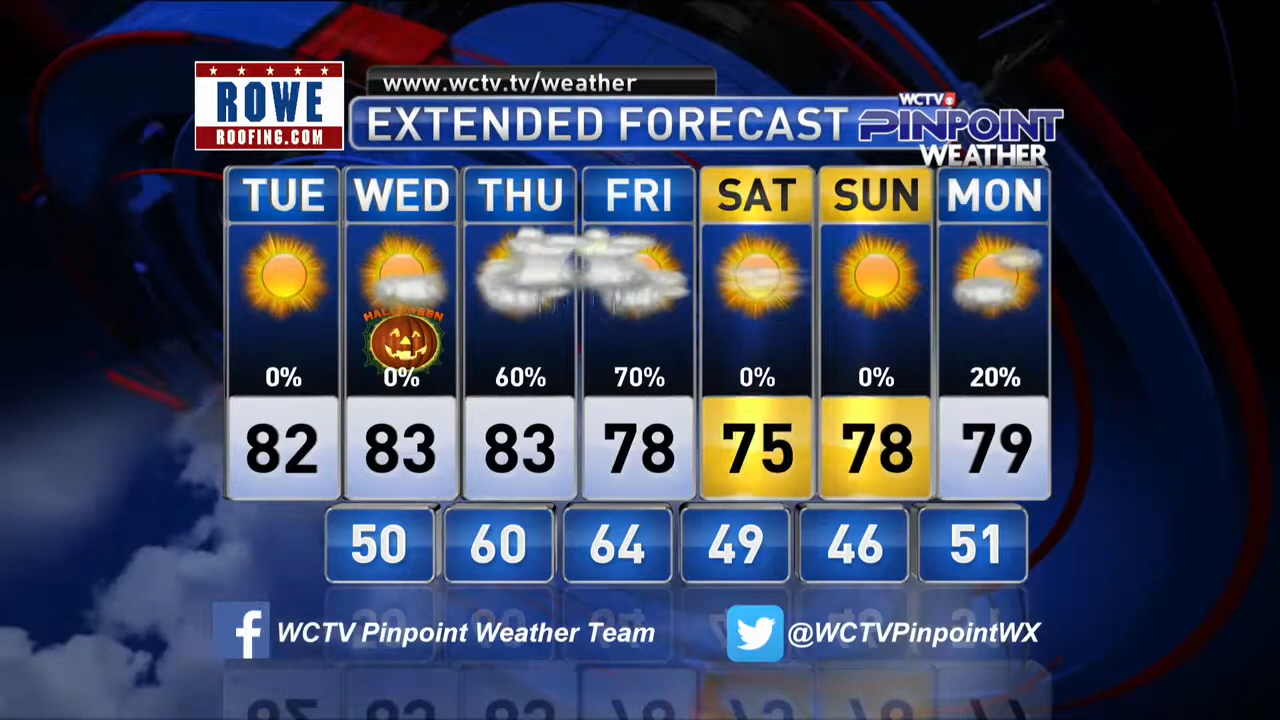 ROWE
ROOFING.COM
www.wctv.tv/weather
EXTENDED FORECAST
WCTV
PINPOINT
WEATHER
TUE WED THU FRI SAT SUN MON
HALLOWEEN
0% 0% 60% 70% 0% 0% 20%
82 83 83 78 75 78 79
50 60 64 49 46 51
f WCTV Pinpoint Weather Team @WCTVPinpointWX